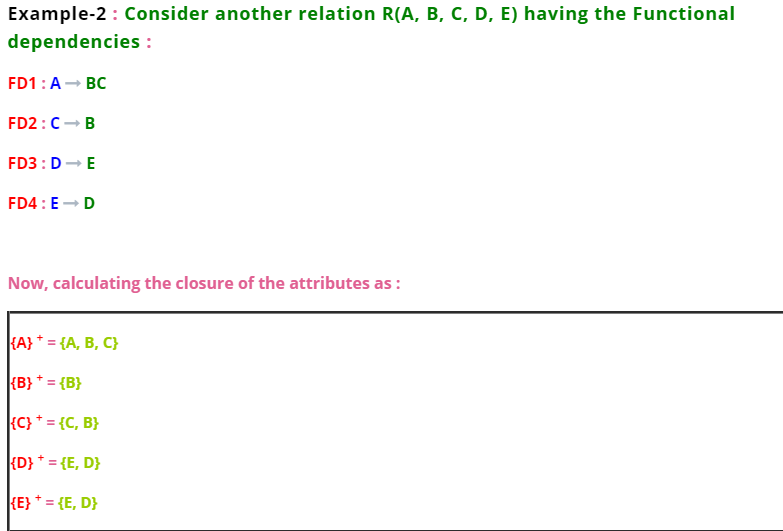 Example-2 : Consider another relation R(A, B, C, D, E) having the Functional
dependencies :
FD1 : A → BC
FD2 : C → B
FD3 : D → E
FD4 : E → D
Now, calculating the closure of the attributes as :
{A} + = {A, B, C}
{B} + = {B}
{C} + = {C, B}
{D} + = {E, D}
{E} + = {E, D}